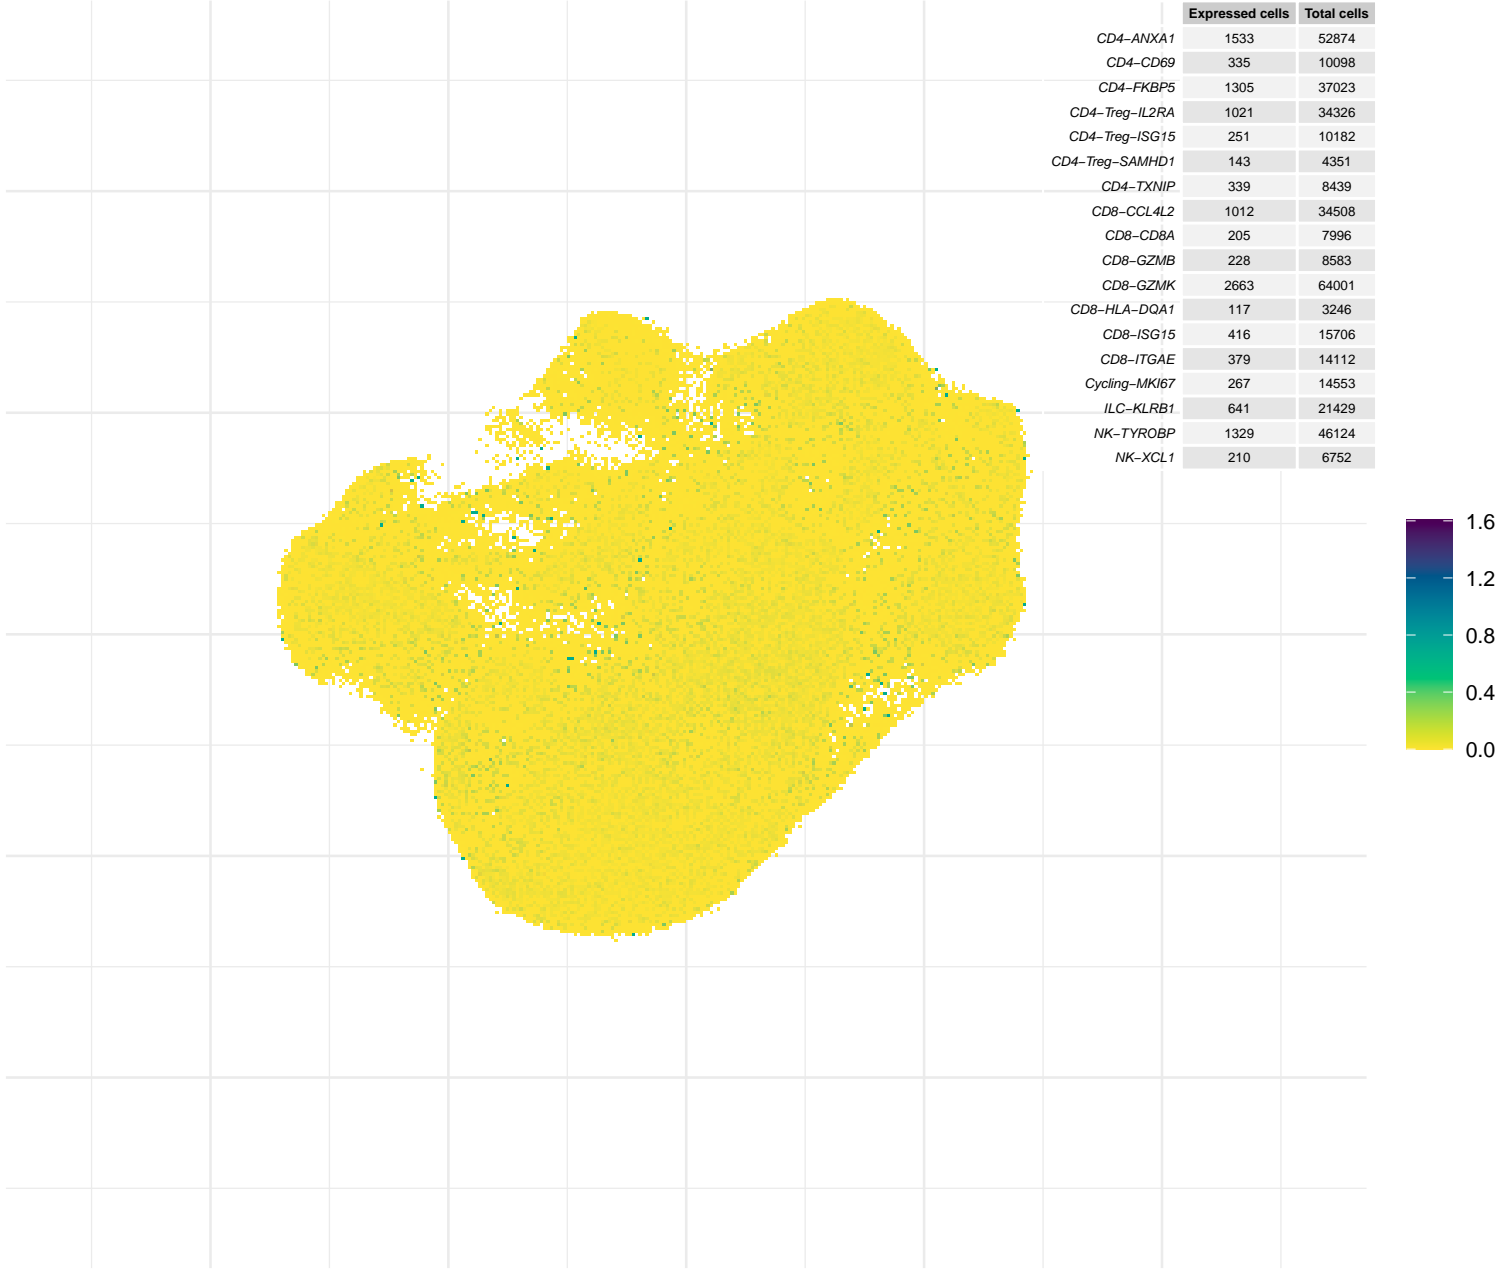 Expressed cells Total cells
CD4−ANXA1 1533 52874
CD4−CD69 335 10098
CD4−FKBP5 1305 37023
CD4−Treg−IL2RA 1021 34326
CD4−Treg−ISG15 251 10182
CD4−Treg−SAMHD1 143 4351
CD4−TXNIP 339 8439
CD8−CCL4L2 1012 34508
CD8−CD8A 205 7996
CD8−GZMB 228 8583
CD8−GZMK 2663 64001
CD8−HLA−DQA1 117 3246
CD8−ISG15 416 15706
CD8−ITGAE 379 14112
Cycling−MKI67 267 14553
ILC−KLRB1 641 21429
NK−TYROBP 1329 46124
NK−XCL1 210 6752
1.6
1.2
0.8
0.4
0.0